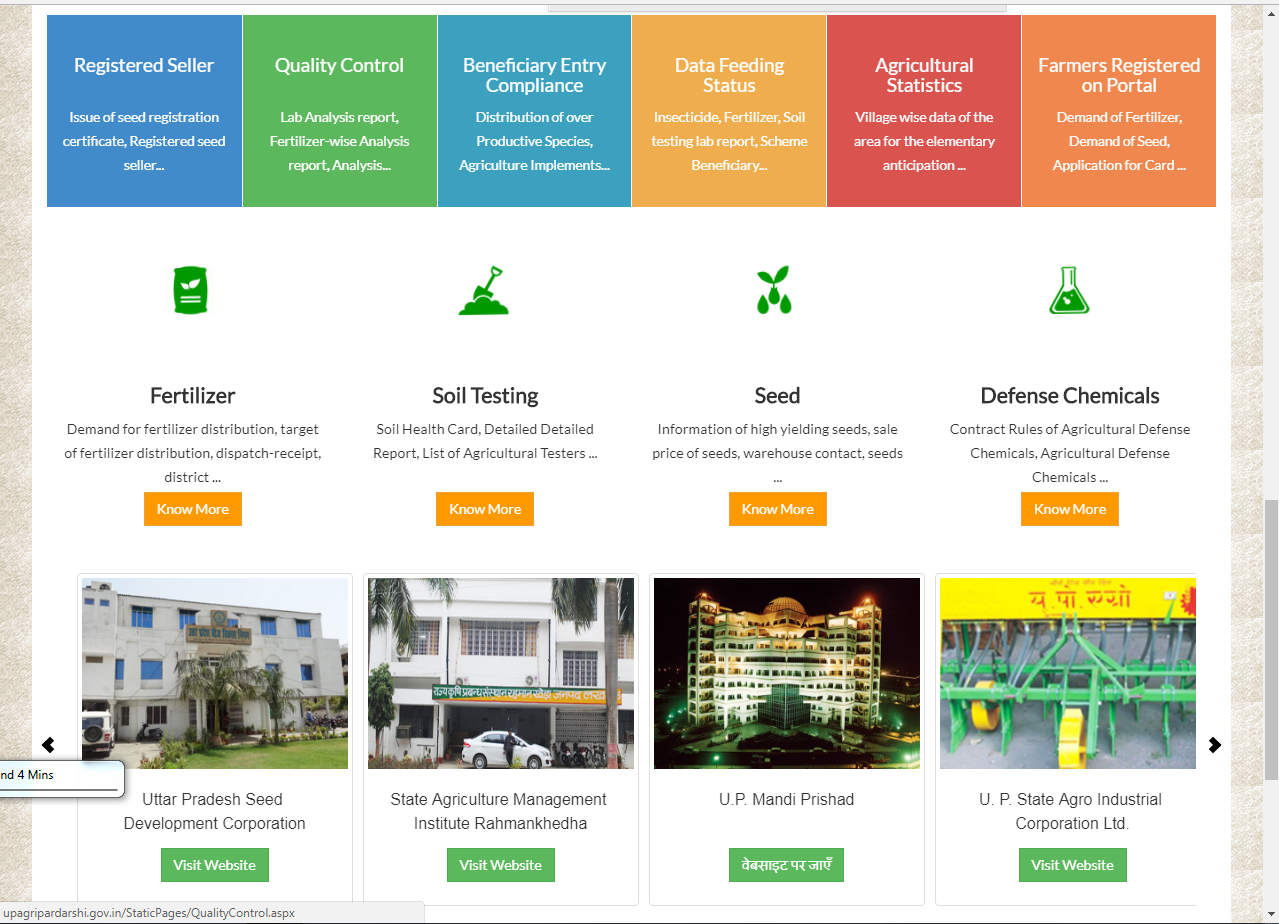 Registered Seller
Issue of seed registration
certificate, Registered seed
seller...
Quality Control
Lab Analysis report,
Fertilizer-wise Analysis
report, Analysis...
Beneficiary Entry
Compliance
Distribution of over
Productive Species,
Agriculture Implements...
Data Feeding
Status
Insecticide, Fertilizer, Soil
testing lab report, Scheme
Beneficiary...
Agricultural
Statistics
Village wise data of the
area for the elementary
anticipation ...
Farmers Registered
on Portal
Demand of Fertilizer,
Demand of Seed,
Application for Card ...
Fertilizer
Demand for fertilizer distribution, target
of fertilizer distribution, dispatch-receipt,
district ...
Know More
Soil Testing
Soil Health Card, Detailed Detailed
Report, List of Agricultural Testers ...
Know More
Seed
Information of high yielding seeds, sale
price of seeds, warehouse contact, seeds
...
Know More
Defense Chemicals
Contract Rules of Agricultural Defense
Chemicals, Agricultural Defense
Chemicals ...
Know More
राज्य कृषि प्रबन्ध संस्थान रहमान खेड़ा जनपद
यू.पी. एग्रो
nd 4 Mins
Uttar Pradesh Seed
Development Corporation
Visit Website
State Agriculture Management
Institute Rahmankhedha
Visit Website
U.P. Mandi Prishad
वेबसाइट पर जाएँ
U. P. State Agro Industrial
Corporation Ltd.
Visit Website
upagripardarshi.gov.in/StaticPages/QualityControl.aspx